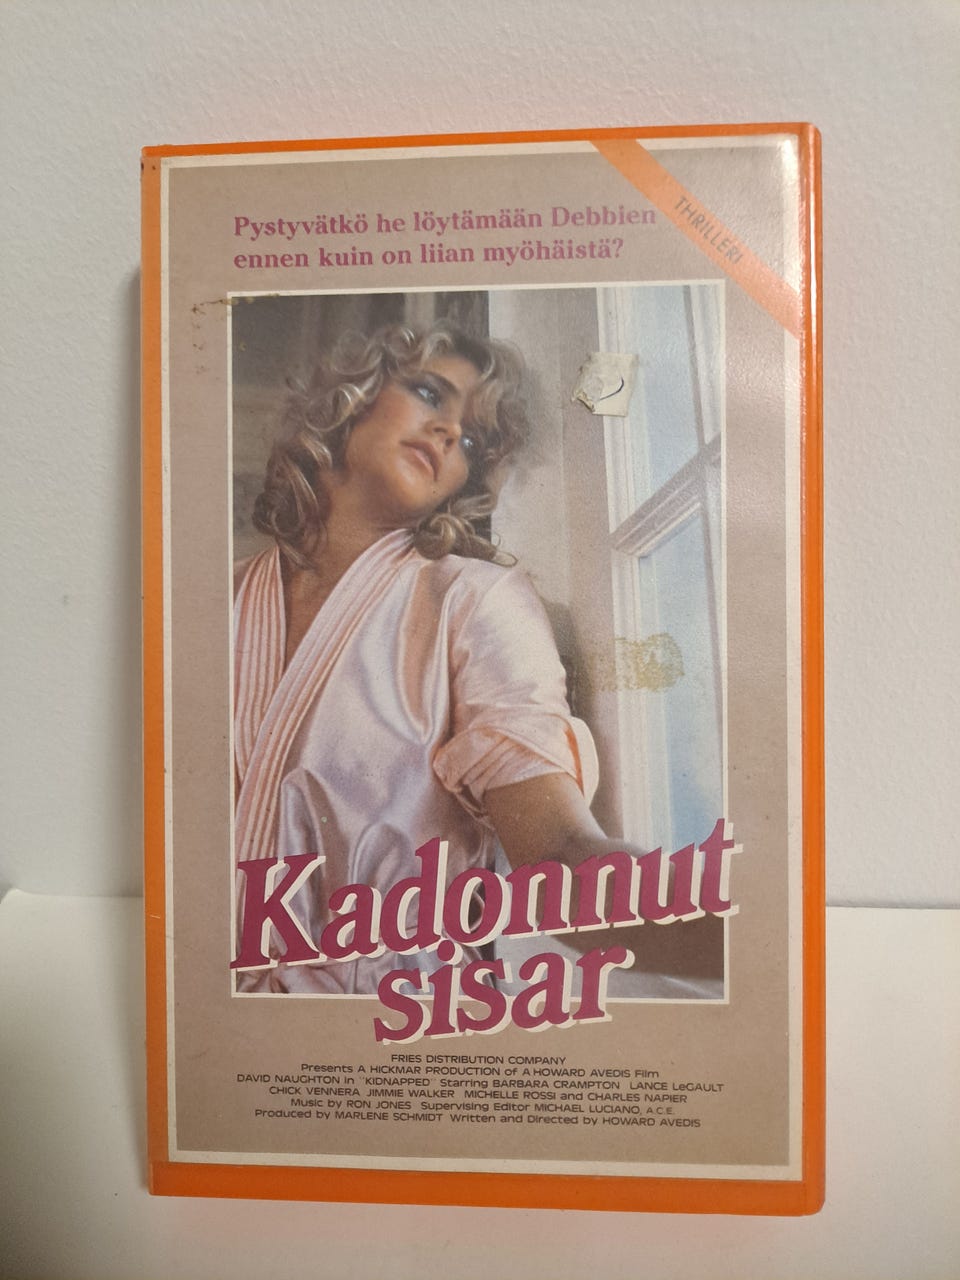 THRILLERI
Pystyvätkö he löytämään Debbien
ennen kuin on liian myöhäistä?
Kadonnut
sisar
FRIES DISTRIBUTION COMPANY
Presents A HICKMAR PRODUCTION of A HOWARD AVEDIS Film
DAVID NAUGHTON in "KIDNAPPED" Starring BARBARA CRAMPTON LANCE LeGAULT
CHICK VENNERA JIMMIE WALKER MICHELLE ROSSI and CHARLES NAPIER
Music by RON JONES Supervising Editor MICHAEL LUCIANO, A.C.E.
Produced by MARLENE SCHMIDT Written and Directed by HOWARD AVEDIS